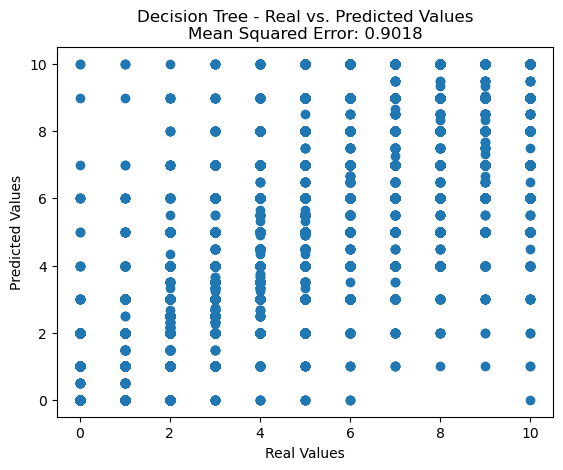 Decision Tree - Real vs. Predicted Values
Mean Squared Error: 0.9018
10
8
6
4
2
0
Predicted Values
0 2 4 6 8 10
Real Values